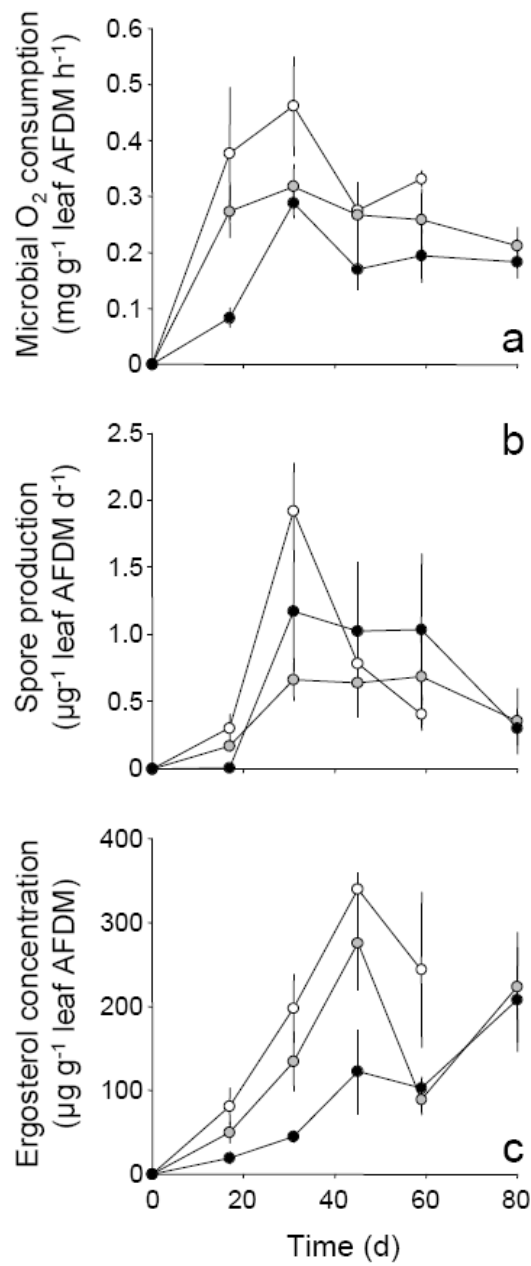 Microbial O₂ consumption
(mg g⁻¹ leaf AFDM h⁻¹)
0.6
0.5
0.4
0.3
0.2
0.1
0
a
Spore production
(µg⁻¹ leaf AFDM d⁻¹)
2.5
2.0
1.5
1.0
0.5
0
b
Ergosterol concentration
(µg g⁻¹ leaf AFDM)
400
300
200
100
0
c
0 20 40 60 80
Time (d)